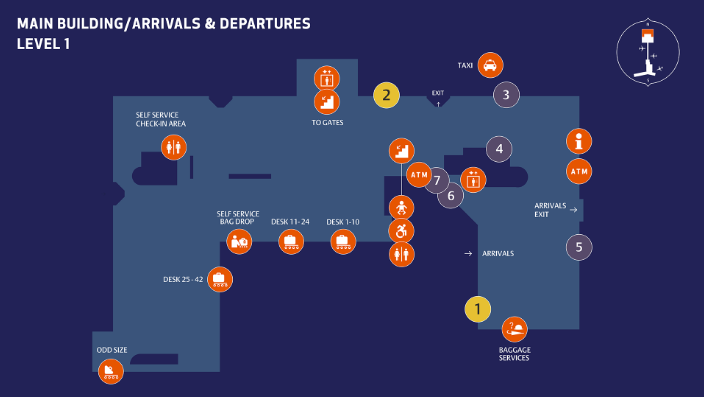 MAIN BUILDING/ARRIVALS & DEPARTURES
LEVEL 1
TAXI
EXIT
2
3
SELF SERVICE
CHECK-IN AREA
TO GATES
4
ATM
7
6
ATM
ARRIVALS
EXIT
SELF SERVICE
BAG DROP
DESK 11-24
DESK 1-10
5
ARRIVALS
DESK 25-42
1
BAGGAGE
SERVICES
ODD SIZE